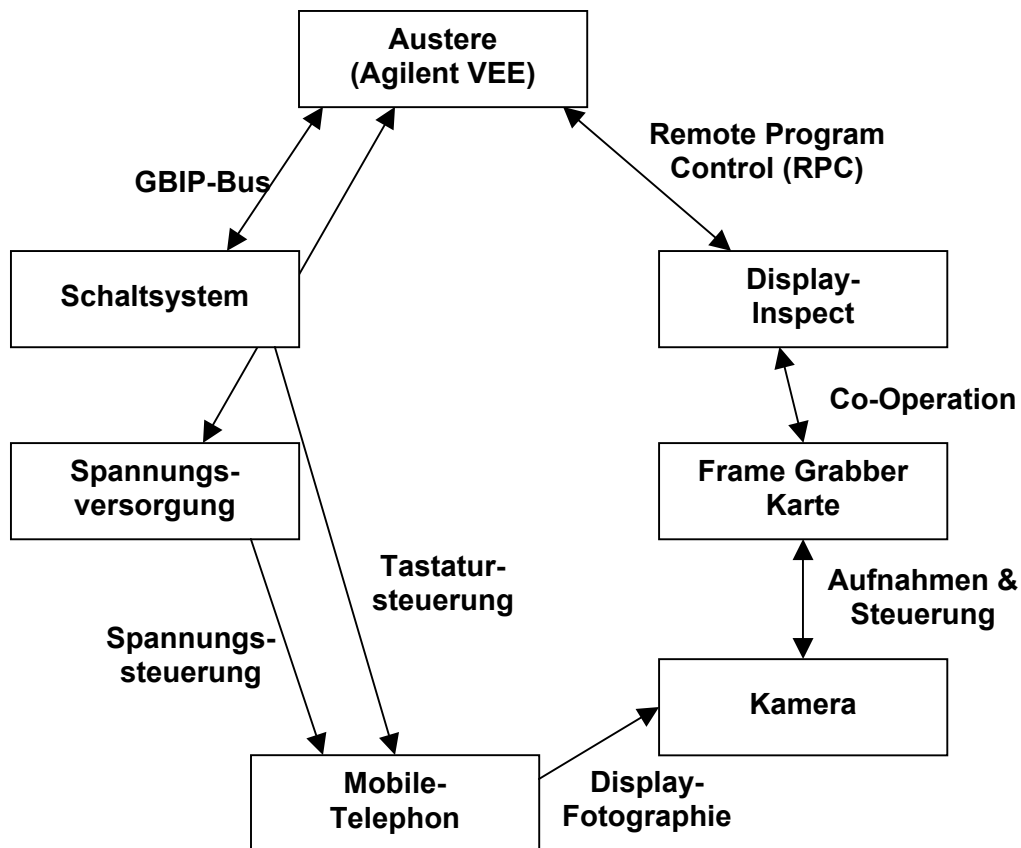 Austere
(Agilent VEE)
Remote Program
Control (RPC)
GBIP-Bus
Schaltsystem
Display-
Inspect
Co-Operation
Spannungs-
versorgung
Frame Grabber
Karte
Tastatur-
steuerung
Aufnahmen &
Steuerung
Spannungs-
steuerung
Kamera
Mobile-
Telephon
Display-
Fotographie